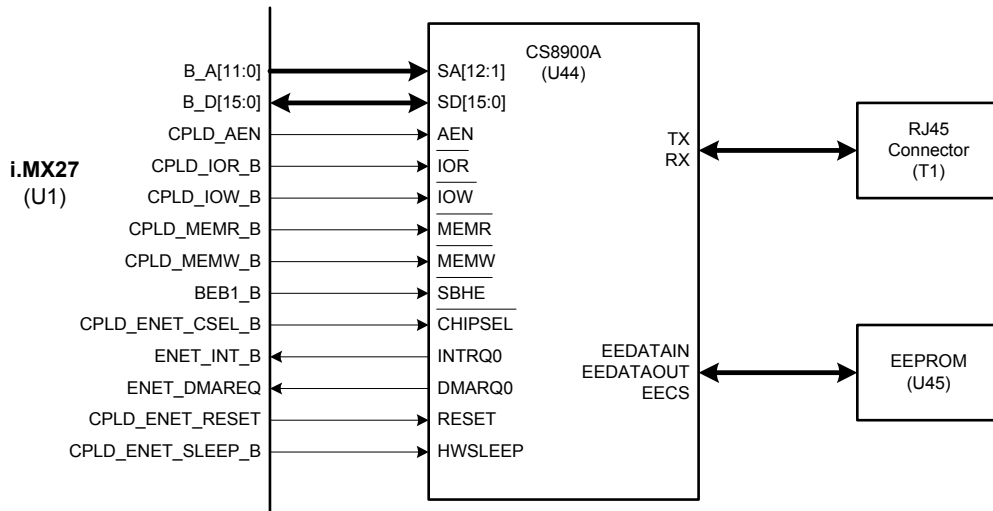 CS8900A
(U44)
B_A[11:0] SA[12:1]
B_D[15:0] SD[15:0]
CPLD_AEN AEN
CPLD_IOR_B IOR
CPLD_IOW_B IOW
CPLD_MEMR_B MEMR
CPLD_MEMW_B MEMW
BEB1_B SBHE
CPLD_ENET_CSEL_B CHIPSEL
ENET_INT_B INTRQ0
ENET_DMAREQ DMARQ0
CPLD_ENET_RESET RESET
CPLD_ENET_SLEEP_B HWSLEEP
i.MX27
(U1)
TX
RX
RJ45
Connector
(T1)
EEDATAIN
EEDATAOUT
EECS
EEPROM
(U45)